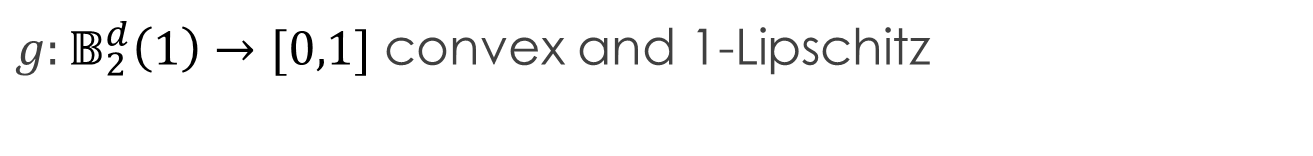 𝑔: 𝔹₂ᵈ(1) → [0,1] convex and 1-Lipschitz